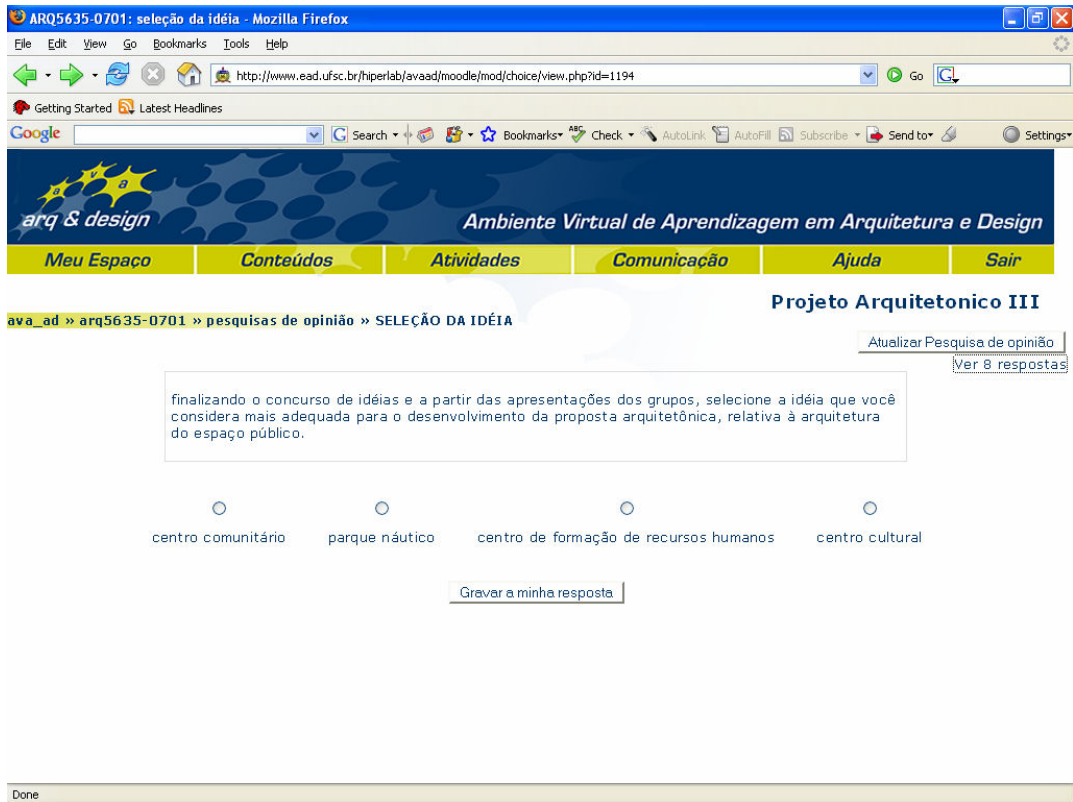 ARQ5635-0701: seleção da idéia - Mozilla Firefox
File Edit View Go Bookmarks Tools Help
http://www.ead.ufsc.br/hiperlab/avaad/moodle/mod/choice/view.php?id=1194 Go G
Getting Started Latest Headlines
Google G Search Bookmarks ABC Check AutoLink AutoFill Subscribe Send to Settings
a v a
arq & design
Ambiente Virtual de Aprendizagem em Arquitetura e Design
Meu Espaço Conteúdos Atividades Comunicação Ajuda Sair
Projeto Arquitetonico III
ava_ad » arq5635-0701 » pesquisas de opinião » SELEÇÃO DA IDÉIA
Atualizar Pesquisa de opinião
Ver 8 respostas
finalizando o concurso de idéias e a partir das apresentações dos grupos, selecione a idéia que você
considera mais adequada para o desenvolvimento da proposta arquitetônica, relativa à arquitetura
do espaço público.
centro comunitário parque náutico centro de formação de recursos humanos centro cultural
Gravar a minha resposta
Done